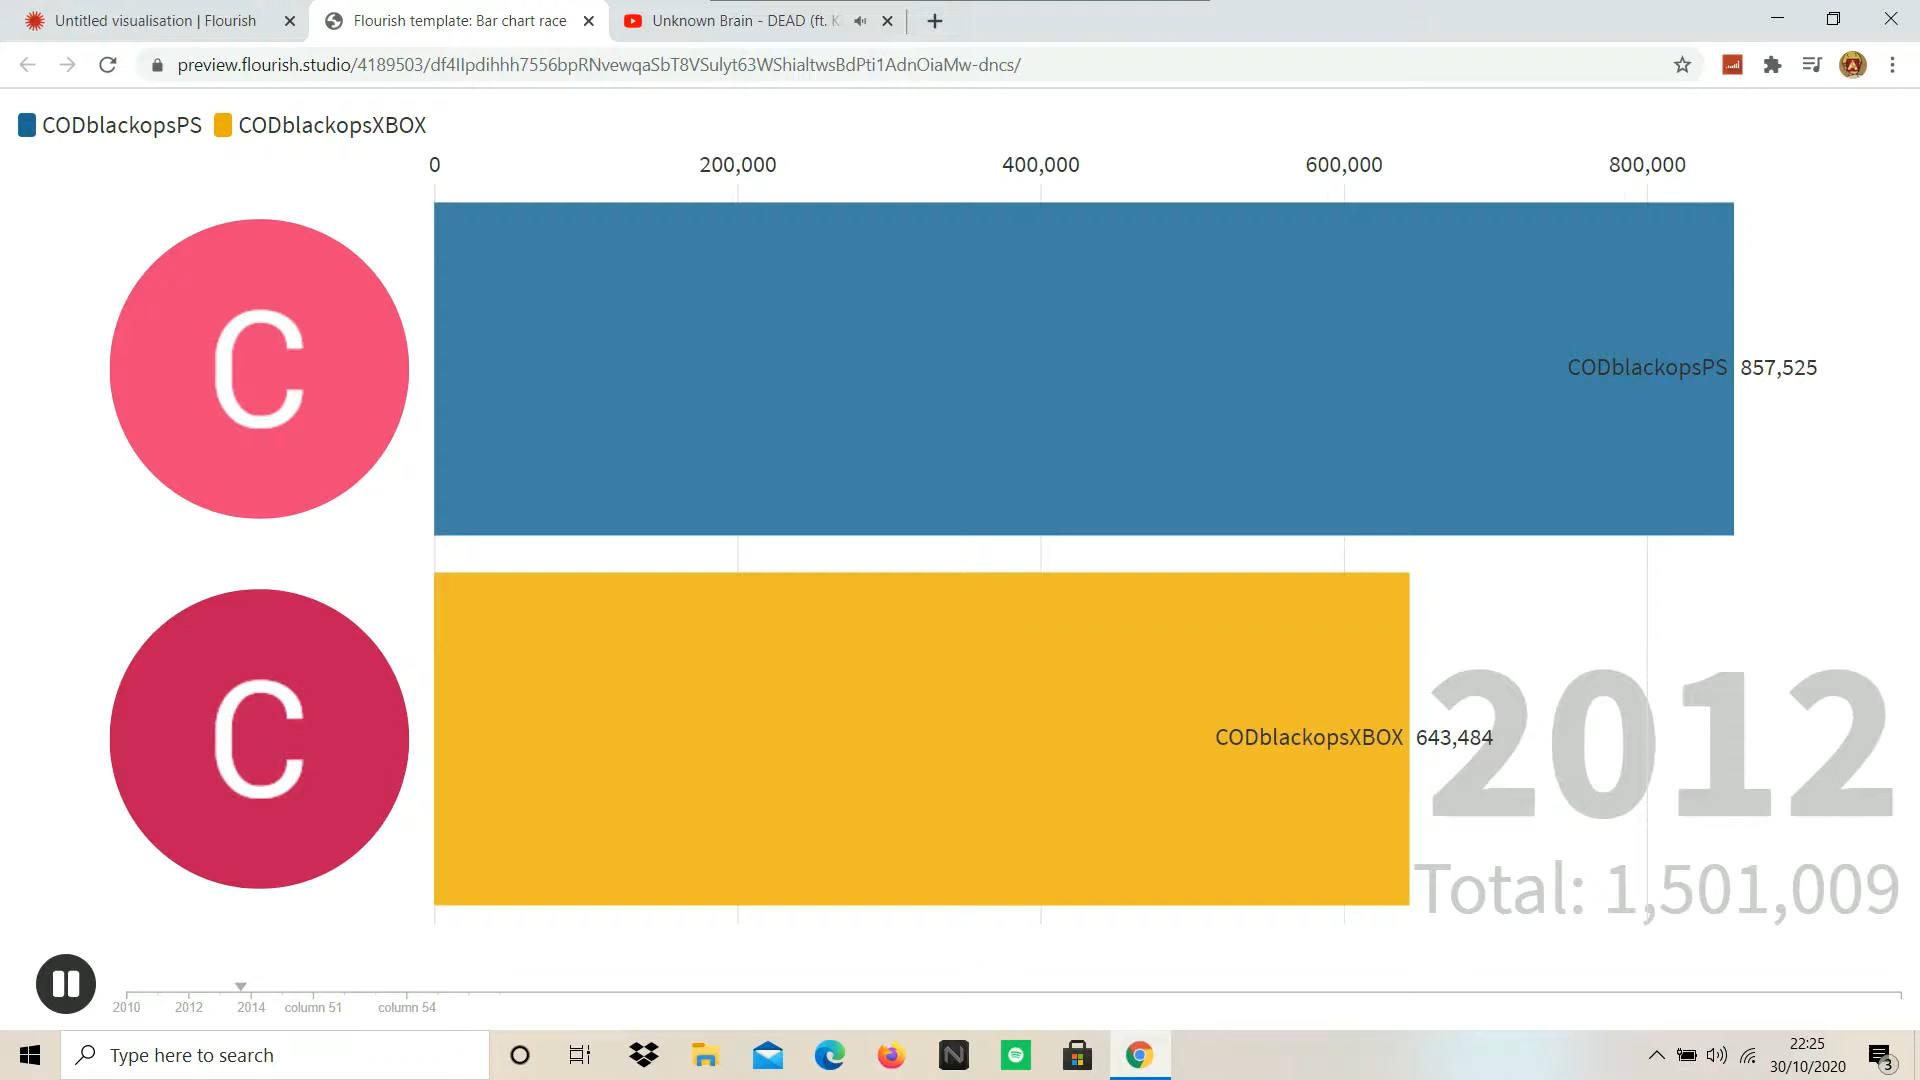 Untitled visualisation | Flourish
Flourish template: Bar chart race
Unknown Brain - DEAD (ft. K
preview.flourish.studio/4189503/df4IIpdihhh7556bpRNvewqaSbT8VSulyt63WShialtwsBdPti1AdnOiaMw-dncs/
CODblackopsPS CODblackopsXBOX
0 200,000 400,000 600,000 800,000
C
CODblackopsPS 857,525
C
CODblackopsXBOX 643,484
2012
Total: 1,501,009
2010 2012 2014 column 51 column 54
Type here to search
22:25
30/10/2020
3